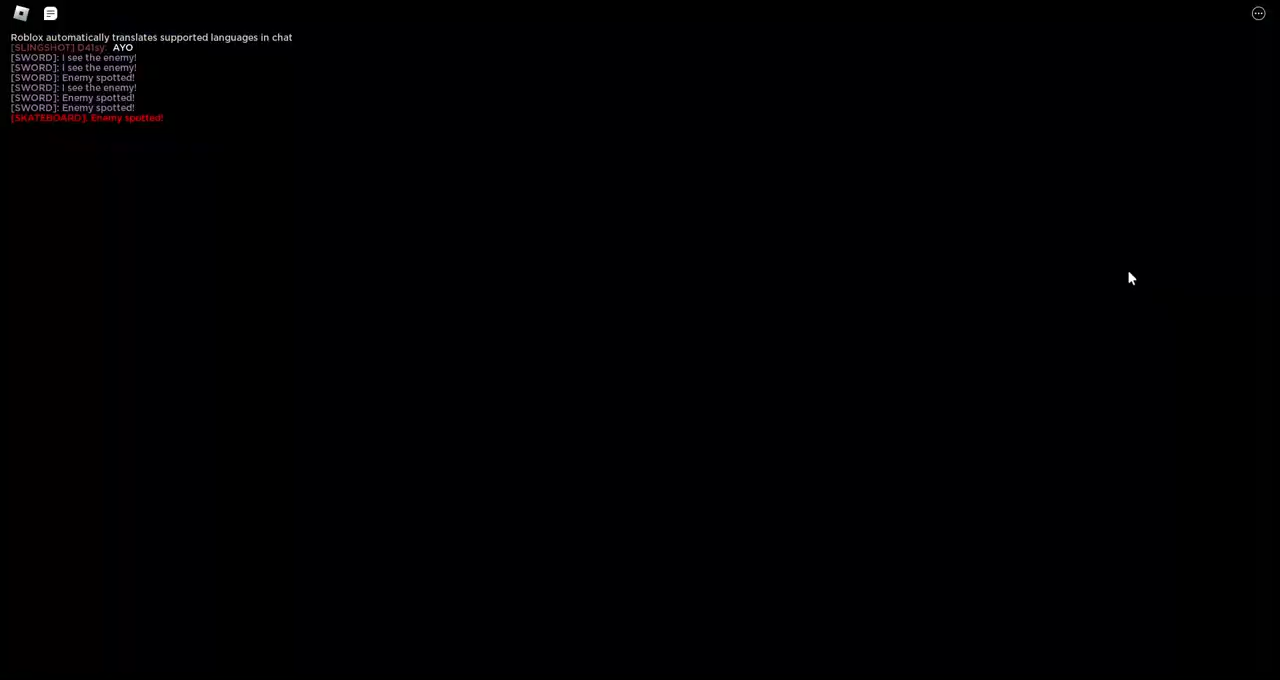 Roblox automatically translates supported languages in chat
[SLINGSHOT] D41sy: AYO
[SWORD]: I see the enemy!
[SWORD]: I see the enemy!
[SWORD]: Enemy spotted!
[SWORD]: I see the enemy!
[SWORD]: Enemy spotted!
[SWORD]: Enemy spotted!
[SKATEBOARD]: Enemy spotted!